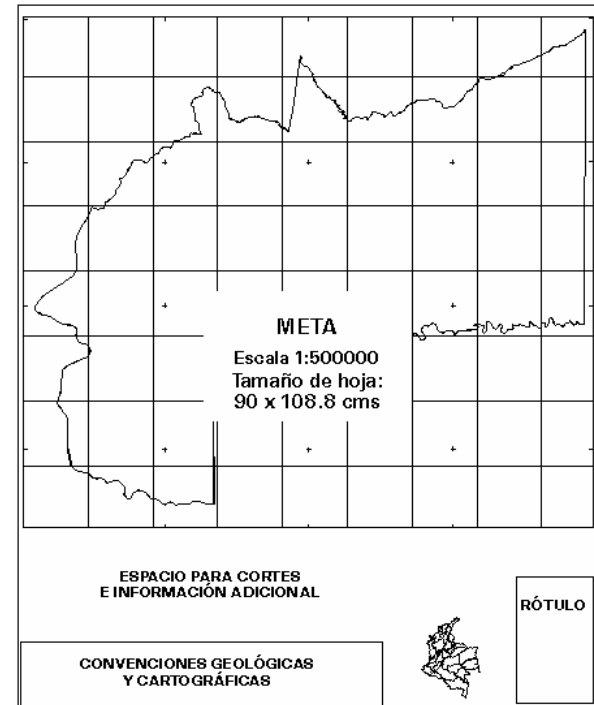 META
Escala 1:500000
Tamaño de hoja:
90 x 108.8 cms
ESPACIO PARA CORTES
E INFORMACIÓN ADICIONAL
RÓTULO
CONVENCIONES GEOLÓGICAS
Y CARTOGRÁFICAS